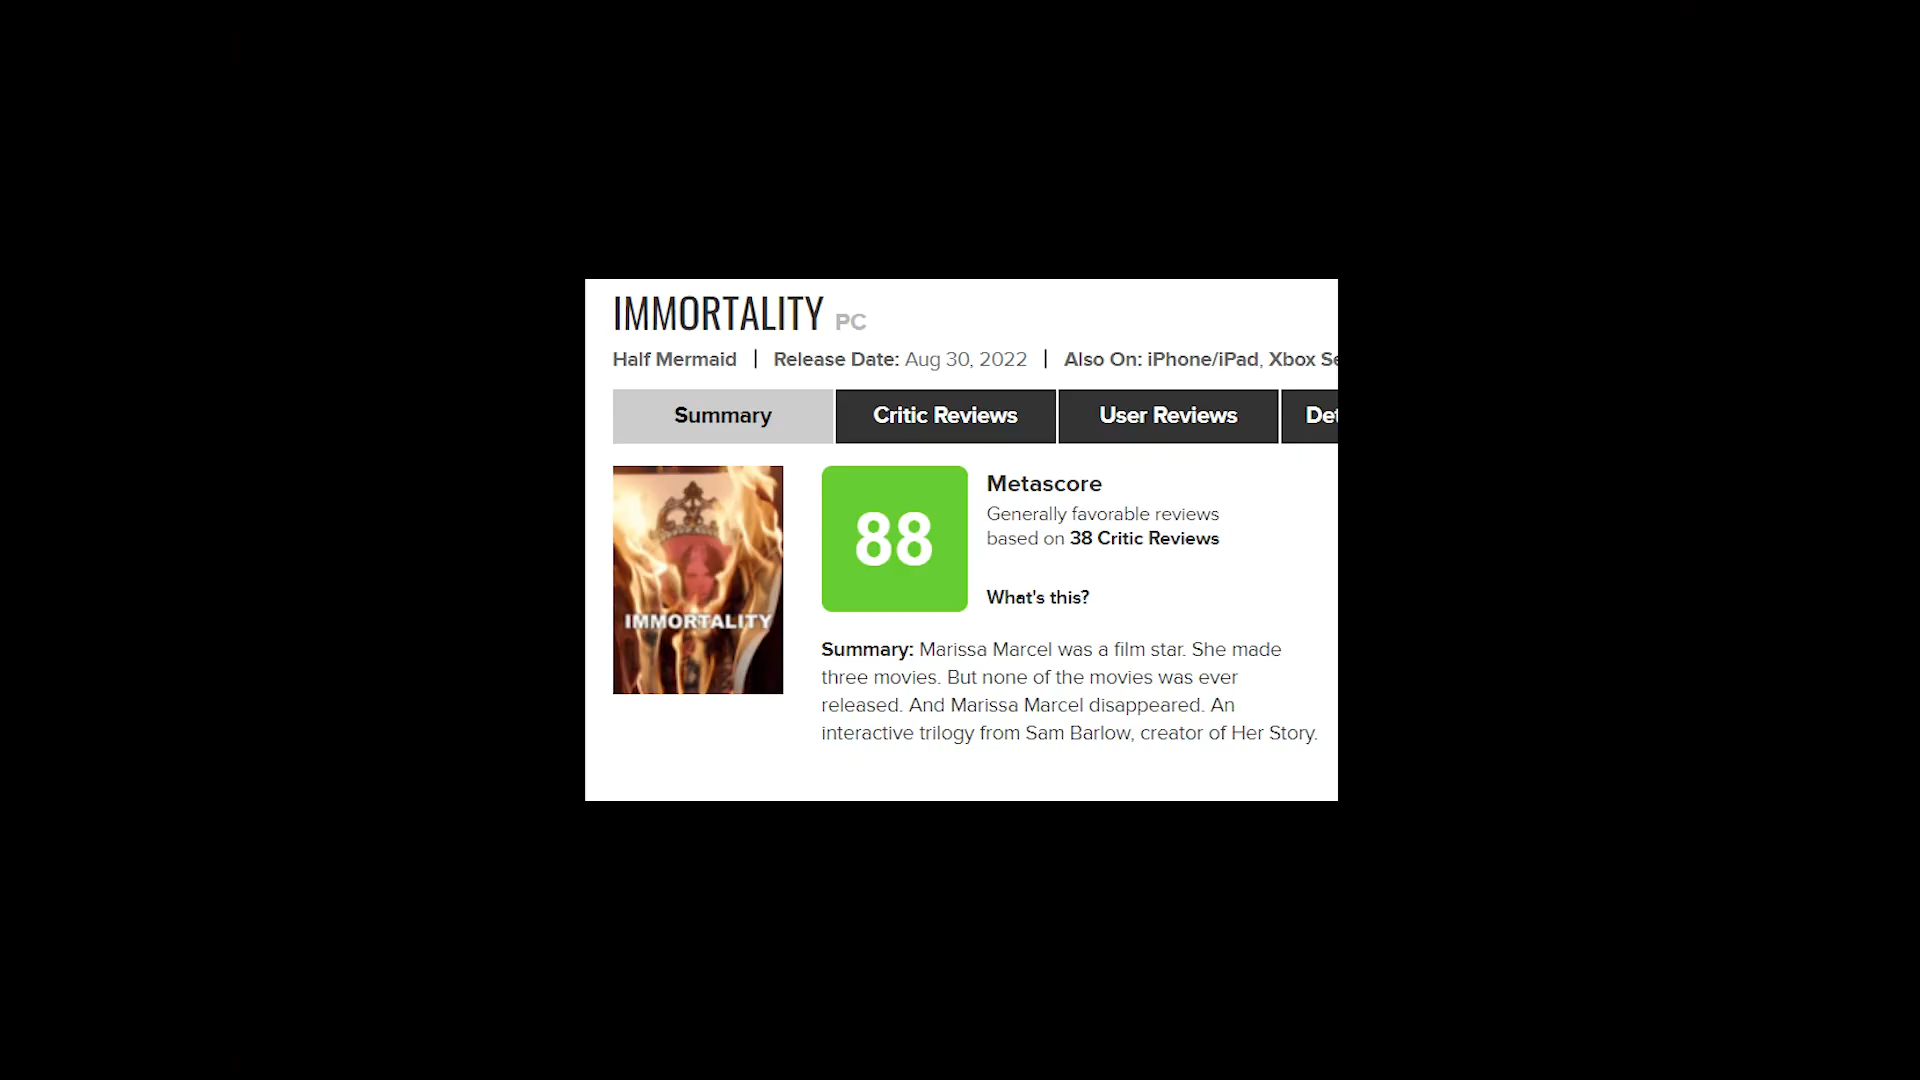 IMMORTALITY PC
Half Mermaid | Release Date: Aug 30, 2022 | Also On: iPhone/iPad, Xbox Se
Summary Critic Reviews User Reviews Det
IMMORTALITY
88
Metascore
Generally favorable reviews
based on 38 Critic Reviews
What's this?
Summary: Marissa Marcel was a film star. She made
three movies. But none of the movies was ever
released. And Marissa Marcel disappeared. An
interactive trilogy from Sam Barlow, creator of Her Story.